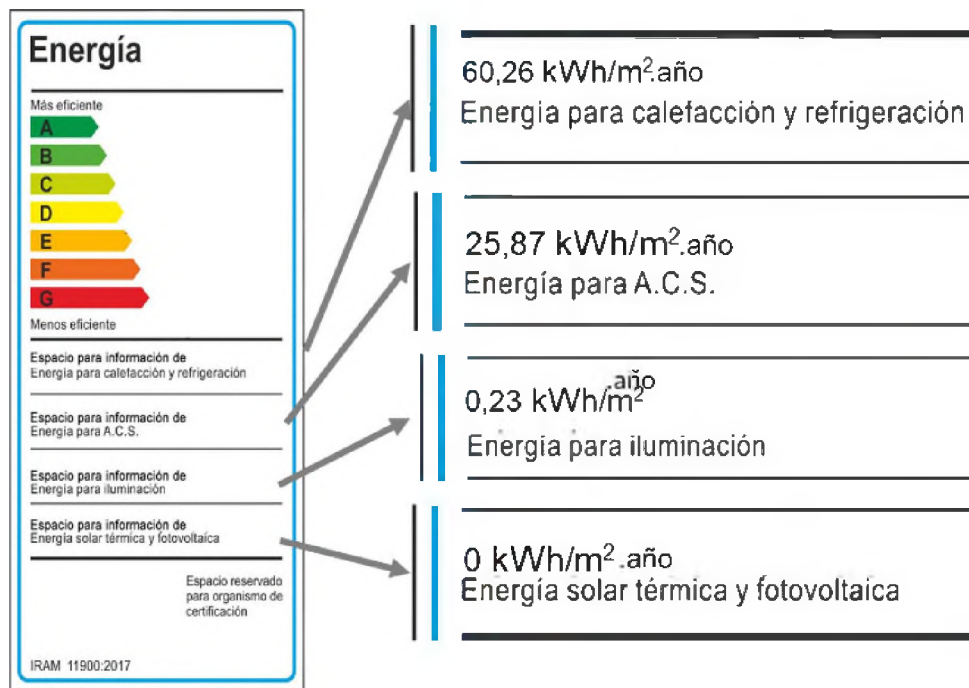 Energía
Más eficiente
A
B
C
D
E
F
G
Menos eficiente
Espacio para información de
Energía para calefacción y refrigeración
Espacio para información de
Energía para A.C.S.
Espacio para información de
Energía para iluminación
Espacio para información de
Energía solar térmica y fotovoltaíca
Espacio reservado
para organismo de
certificación
IRAM 11900:2017
60,26 kWh/m².año
Energía para calefacción y refrigeración
25,87 kWh/m².año
Energía para A.C.S.
0,23 kWh/m².año
Energía para iluminación
0 kWh/m².año
Energía solar térmica y fotovoltaíca